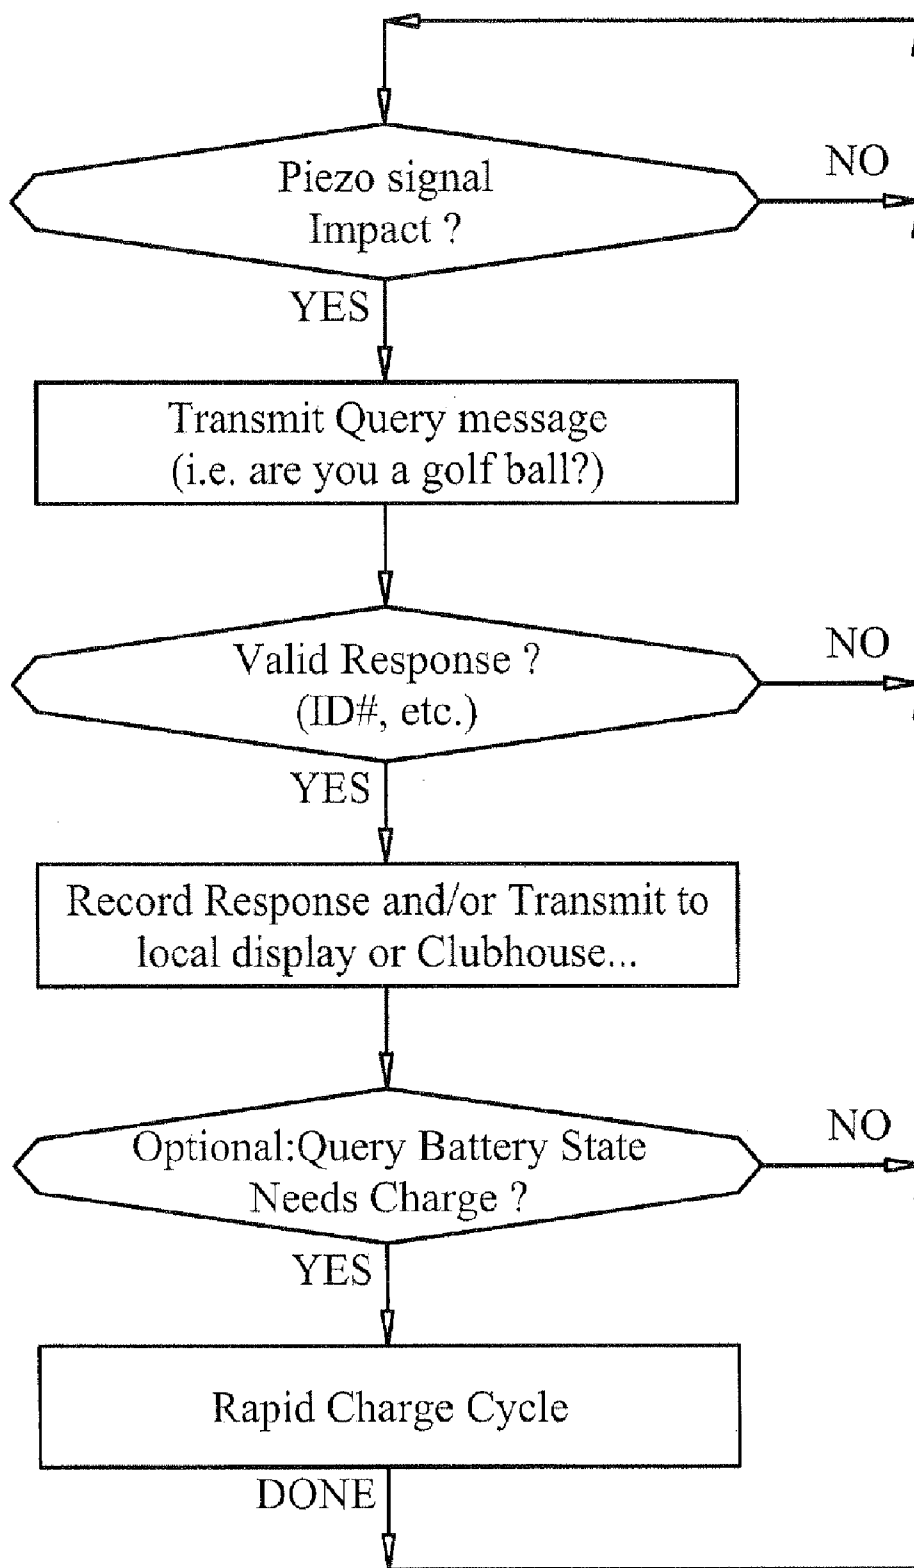 Piezo signal
Impact ?
NO
YES
Transmit Query message
(i.e. are you a golf ball?)
Valid Response ?
(ID#, etc.)
NO
YES
Record Response and/or Transmit to
local display or Clubhouse...
Optional:Query Battery State
Needs Charge ?
NO
YES
Rapid Charge Cycle
DONE